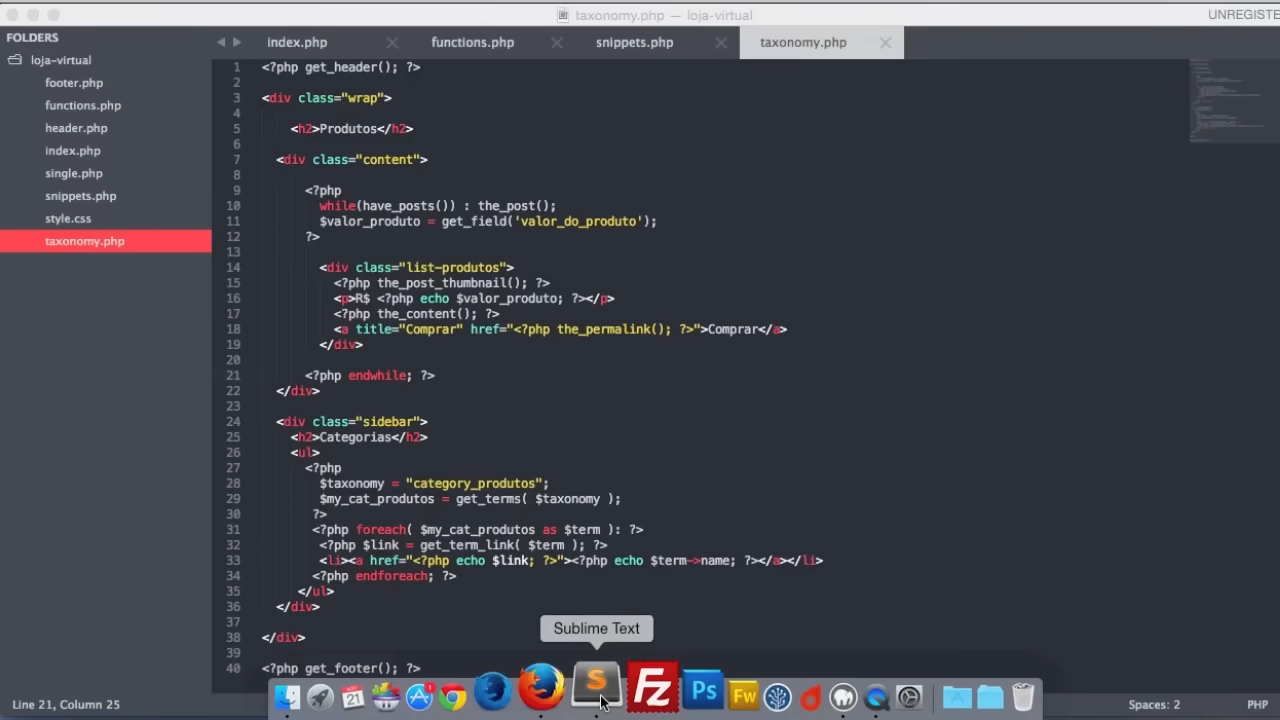 taxonomy.php — loja-virtual
UNREGISTE
FOLDERS
loja-virtual
footer.php
functions.php
header.php
index.php
single.php
snippets.php
style.css
taxonomy.php
index.php
functions.php
snippets.php
taxonomy.php
1 <?php get_header(); ?>
2
3 <div class="wrap">
4
5 <h2>Produtos</h2>
6
7 <div class="content">
8
9 <?php
10 while(have_posts()) : the_post();
11 $valor_produto = get_field('valor_do_produto');
12 ?>
13
14 <div class="list-produtos">
15 <?php the_post_thumbnail(); ?>
16 <p>R$ <?php echo $valor_produto; ?></p>
17 <?php the_content(); ?>
18 <a title="Comprar" href="<?php the_permalink(); ?>">Comprar</a>
19 </div>
20
21 <?php endwhile; ?>
22 </div>
23
24 <div class="sidebar">
25 <h2>Categorias</h2>
26 <ul>
27 <?php
28 $taxonomy = "category_produtos";
29 $my_cat_produtos = get_terms( $taxonomy );
30 ?>
31 <?php foreach( $my_cat_produtos as $term ): ?>
32 <?php $link = get_term_link( $term ); ?>
33 <li><a href="<?php echo $link; ?>"><?php echo $term->name; ?></a></li>
34 <?php endforeach; ?>
35 </ul>
36 </div>
37
38 </div>
39
40 <?php get_footer(); ?>
Sublime Text
S
Fz
Ps
Fw
21
1
Line 21, Column 25
Spaces: 2
PHP